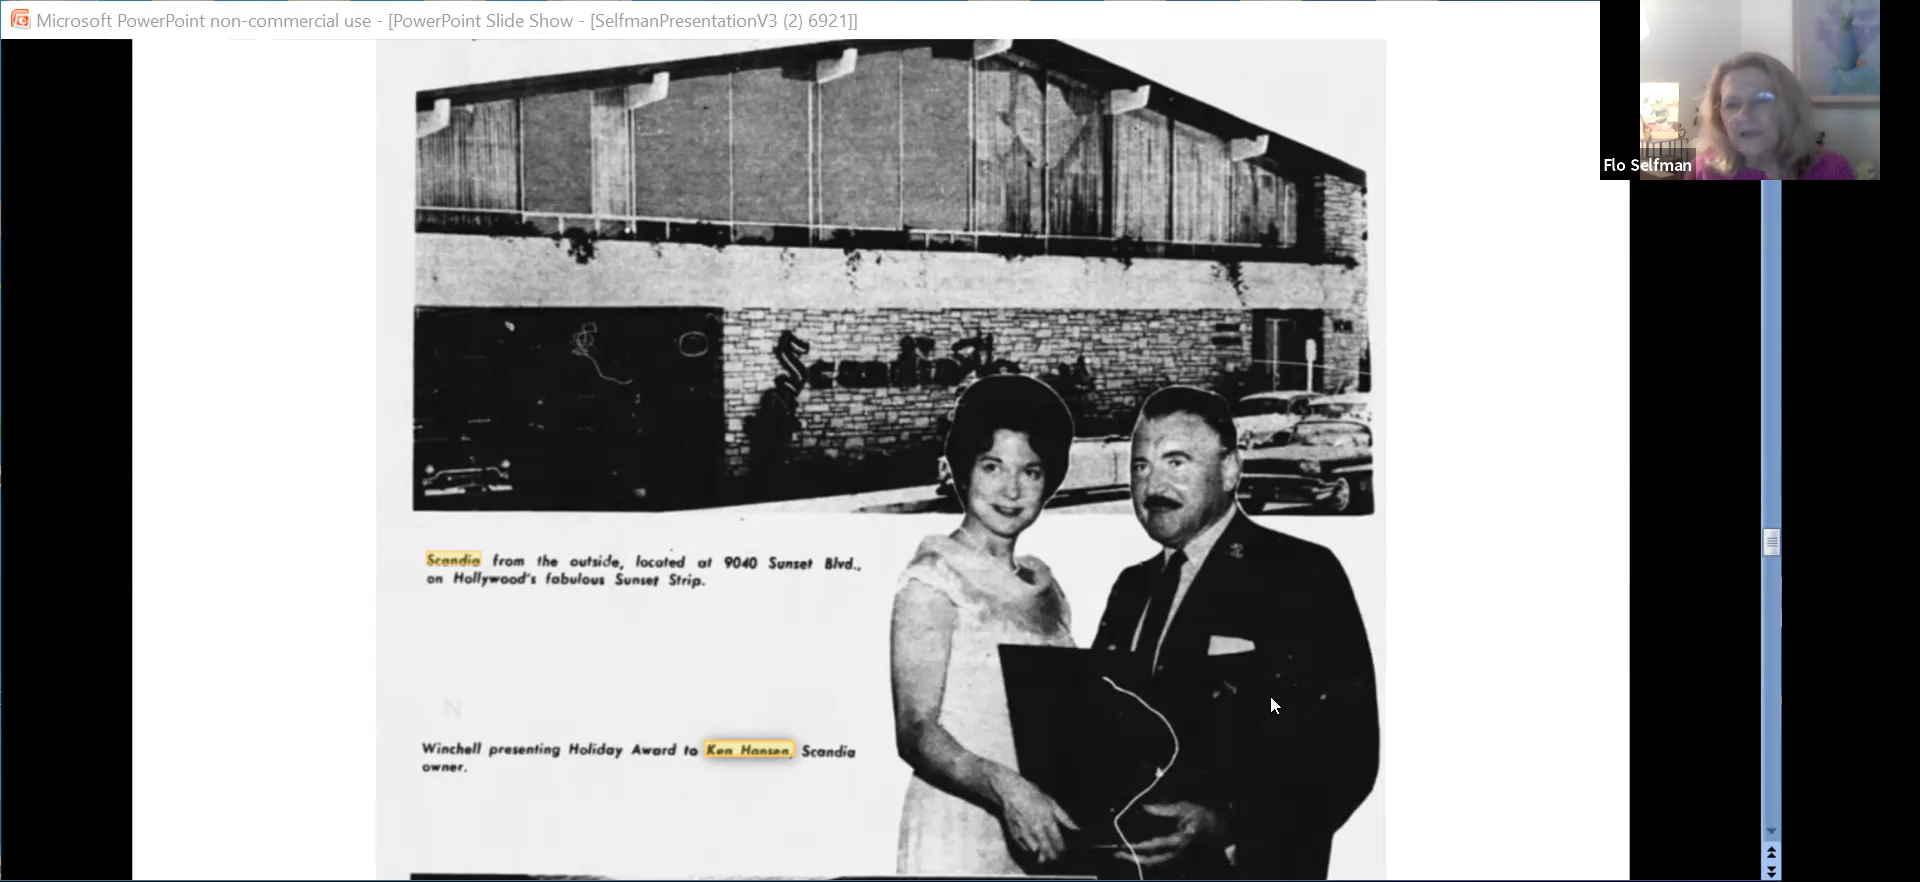 Microsoft PowerPoint non-commercial use - [PowerPoint Slide Show - [SelfmanPresentationV3 (2) 6921]]
Flo Selfman
Scandia
Scandia from the outside, located at 9040 Sunset Blvd.,
on Hollywood's fabulous Sunset Strip.
Winchell presenting Holiday Award to Ken Hansen, Scandia
owner.